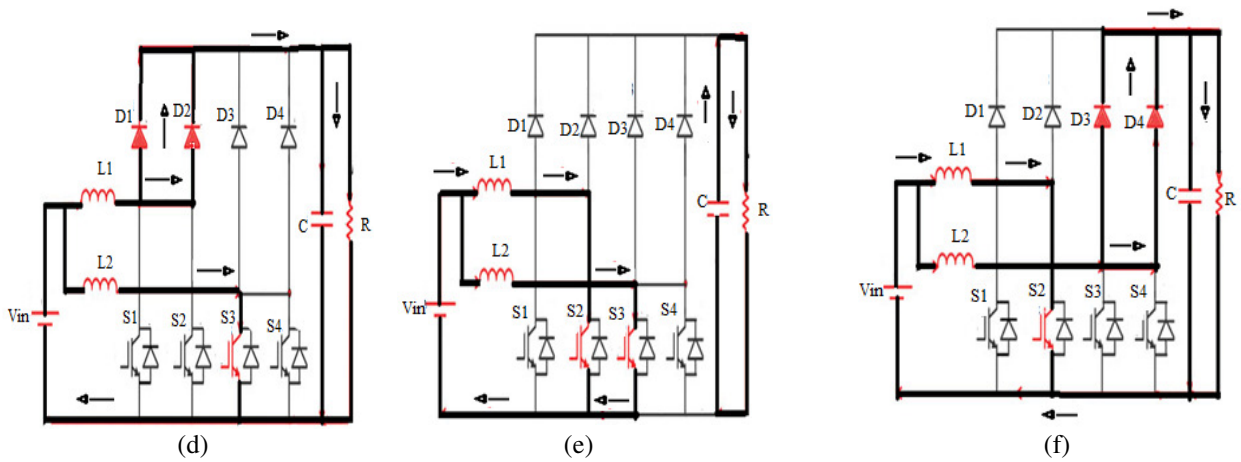 D1 D2 D3 D4
L1
C R
L2
Vin
S1 S2 S3 S4
(d)
D1 D2 D3 D4
L1
C R
L2
Vin
S1 S2 S3 S4
(e)
D1 D2 D3 D4
L1
C R
L2
Vin
S1 S2 S3 S4
(f)